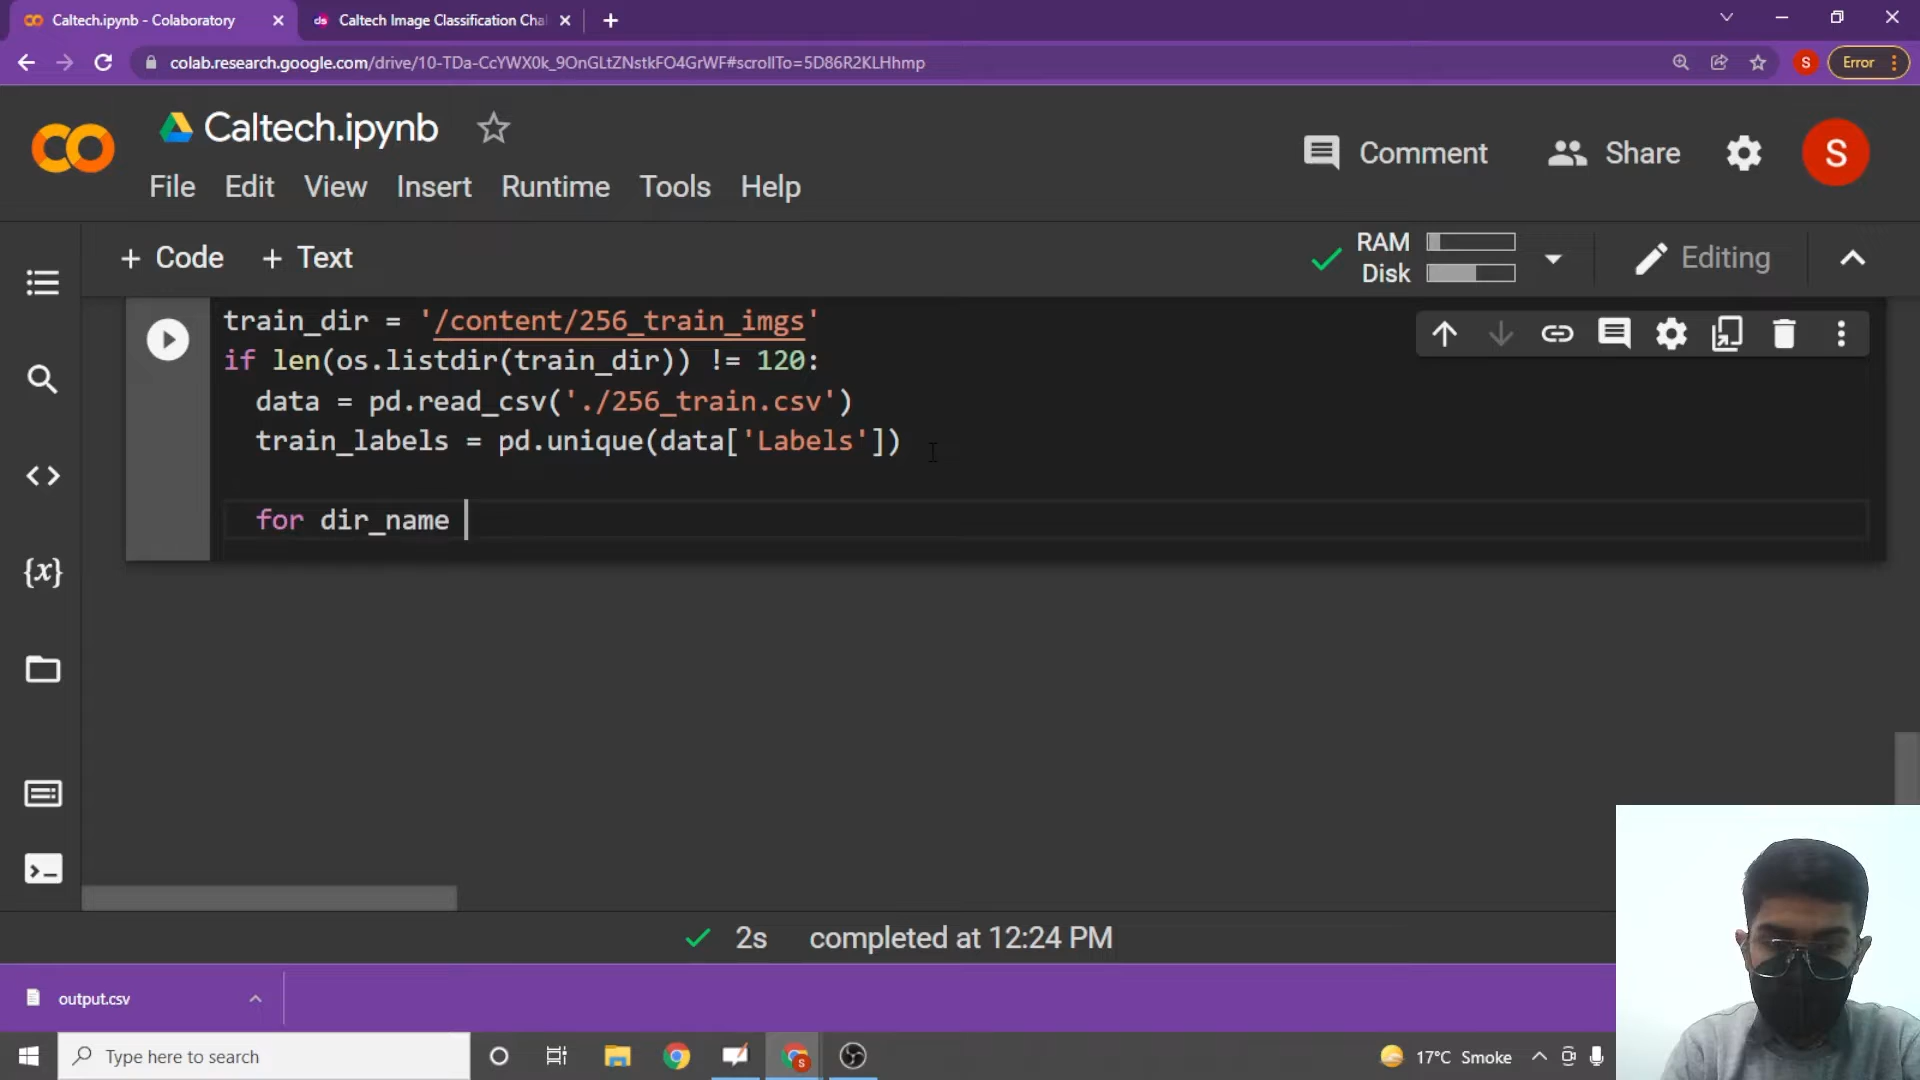 Caltech.ipynb - Colaboratory
ds
Caltech Image Classification Cha
colab.research.google.com/drive/10-TDa-CcYWX0k_9OnGLtZNstkFO4GrWF#scrollTo=5D86R2KLHhmp
S
Error
Caltech.ipynb
Comment
Share
S
File Edit View Insert Runtime Tools Help
+ Code + Text
RAM
Disk
Editing
train_dir = '/content/256_train_imgs'
if len(os.listdir(train_dir)) != 120:
data = pd.read_csv('./256_train.csv')
train_labels = pd.unique(data['Labels'])
for dir_name
{x}
2s completed at 12:24 PM
output.csv
Type here to search
S
17°C Smoke